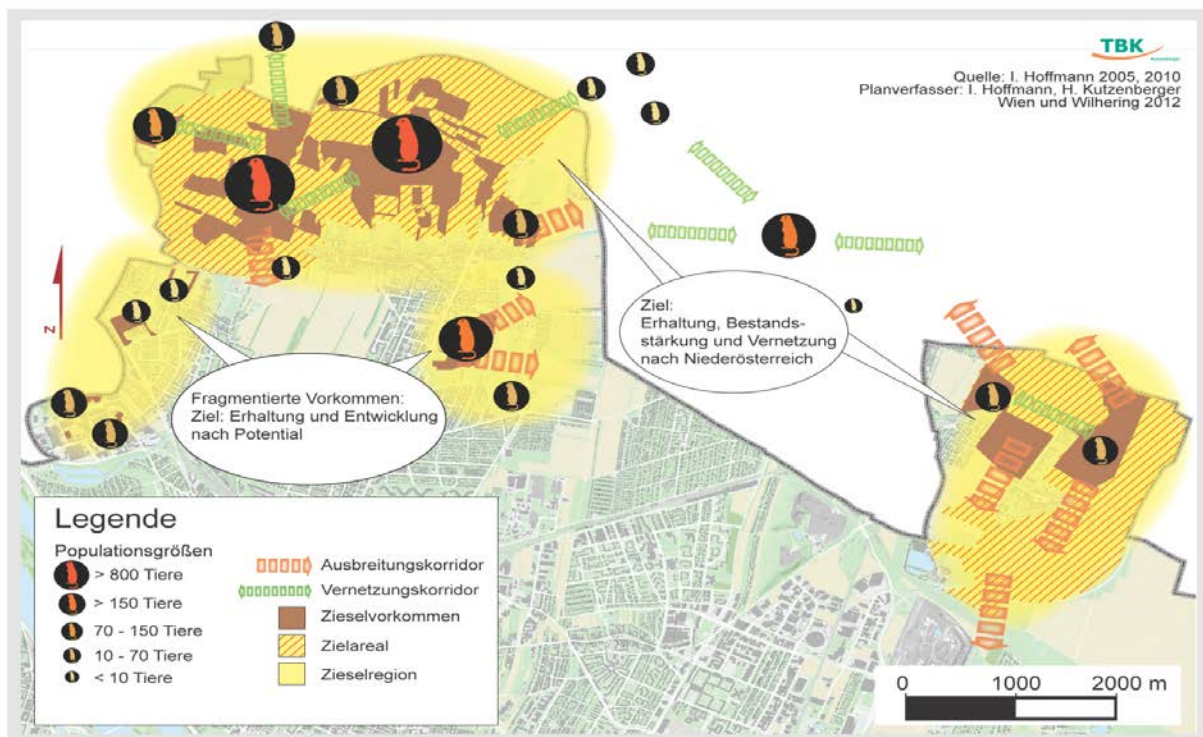 TBK
Quelle: I. Hoffmann 2005, 2010
Planverfasser: I. Hoffmann, H. Kutzenberger
Wien und Wilhering 2012
N
Ziel:
Erhaltung, Bestands-
stärkung und Vernetzung
nach Niederösterreich
Fragmentierte Vorkommen:
Ziel: Erhaltung und Entwicklung
nach Potential
Legende
Populationsgrößen
> 800 Tiere
> 150 Tiere
70 - 150 Tiere
10 - 70 Tiere
< 10 Tiere
Ausbreitungskorridor
Vernetzungskorridor
Zieselvorkommen
Zielareal
Zieselregion
0 1000 2000 m